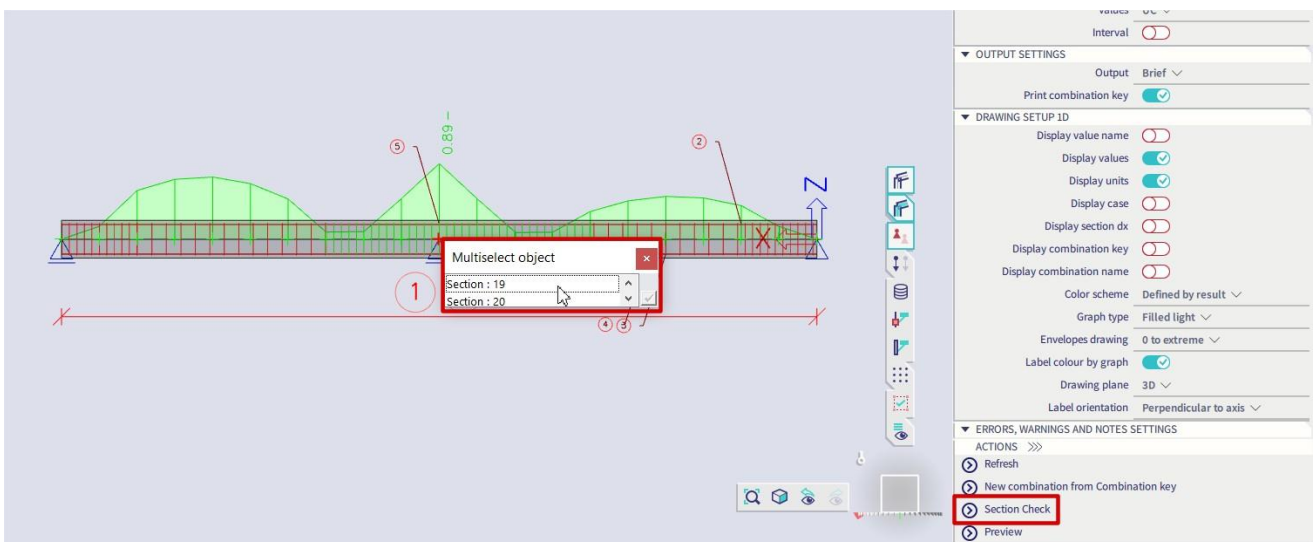 Values UC
Interval
OUTPUT SETTINGS
Output Brief
Print combination key
DRAWING SETUP 1D
Display value name
Display values
Display units
Display case
Display section dx
Display combination key
Display combination name
Color scheme Defined by result
Graph type Filled light
Envelopes drawing 0 to extreme
Label colour by graph
Drawing plane 3D
Label orientation Perpendicular to axis
ERRORS, WARNINGS AND NOTES SETTINGS
ACTIONS >>>
Refresh
New combination from Combination key
Section Check
Preview
0.89 –
5
2
Z
X
Multiselect object
Section : 19
Section : 20
1
4
3